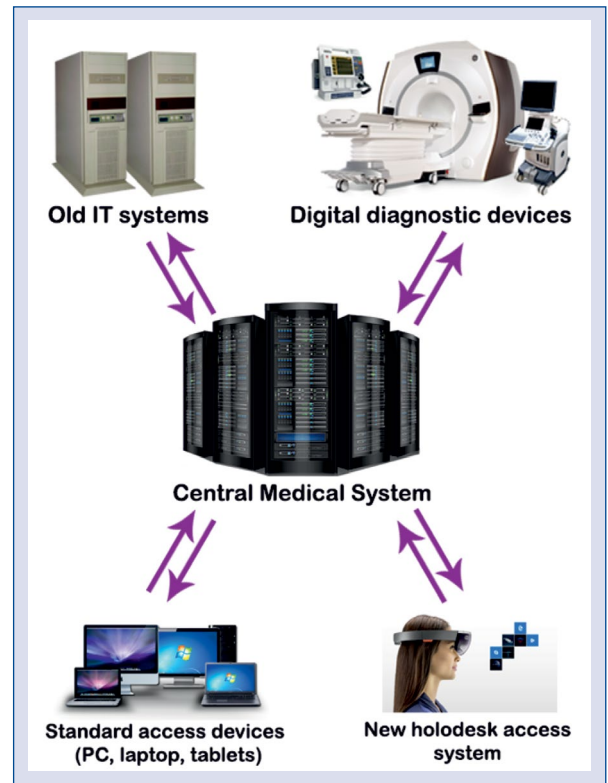 Old IT systems
Digital diagnostic devices
Central Medical System
Standard access devices
(PC, laptop, tablets)
New holodesk access
system